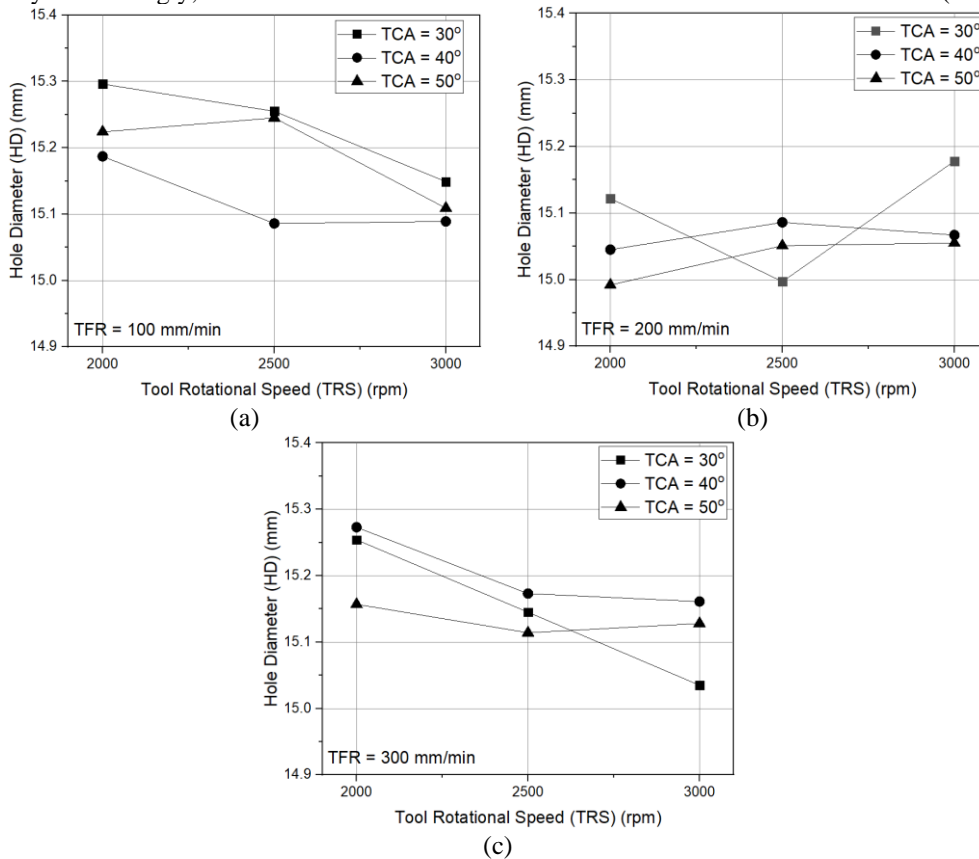 15.4
15.3
15.2
15.1
15.0
14.9
Hole Diameter (HD) (mm)
TCA = 30°
TCA = 40°
TCA = 50°
TFR = 100 mm/min
2000 2500 3000
Tool Rotational Speed (TRS) (rpm)
(a)
15.4
15.3
15.2
15.1
15.0
14.9
Hole Diameter (HD) (mm)
TCA = 30°
TCA = 40°
TCA = 50°
TFR = 200 mm/min
2000 2500 3000
Tool Rotational Speed (TRS) (rpm)
(b)
15.4
15.3
15.2
15.1
15.0
14.9
Hole Diameter (HD) (mm)
TCA = 30°
TCA = 40°
TCA = 50°
TFR = 300 mm/min
2000 2500 3000
Tool Rotational Speed (TRS) (rpm)
(c)